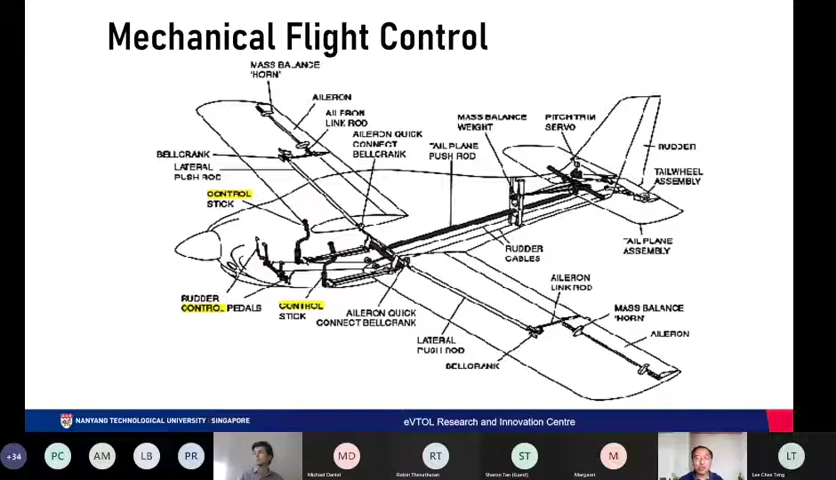 Mechanical Flight Control
MASS BALANCE
'HORN'
AILERON
AILERON
LINK ROD
AILERON QUICK
CONNECT
BELLCRANK
MASS BALANCE
WEIGHT
PITCH TRIM
SERVO
TAIL PLANE
PUSH ROD
RUDDER
BELLCRANK
LATERAL
PUSH ROD
TAILWHEEL
ASSEMBLY
CONTROL
STICK
TAIL PLANE
ASSEMBLY
RUDDER
CABLES
RUDDER
CONTROL PEDALS
CONTROL
STICK
AILERON QUICK
CONNECT BELLCRANK
AILERON
LINK ROD
MASS BALANCE
'HORN'
AILERON
LATERAL
PUSH ROD
BELLCRANK
NANYANG TECHNOLOGICAL UNIVERSITY | SINGAPORE
eVTOL Research and Innovation Centre
+34
PC
AM
LB
PR
MD
RT
ST
M
LT
Michael Daniel
Sharon Tan (Guest)
Margaret
Lee Chen Teng